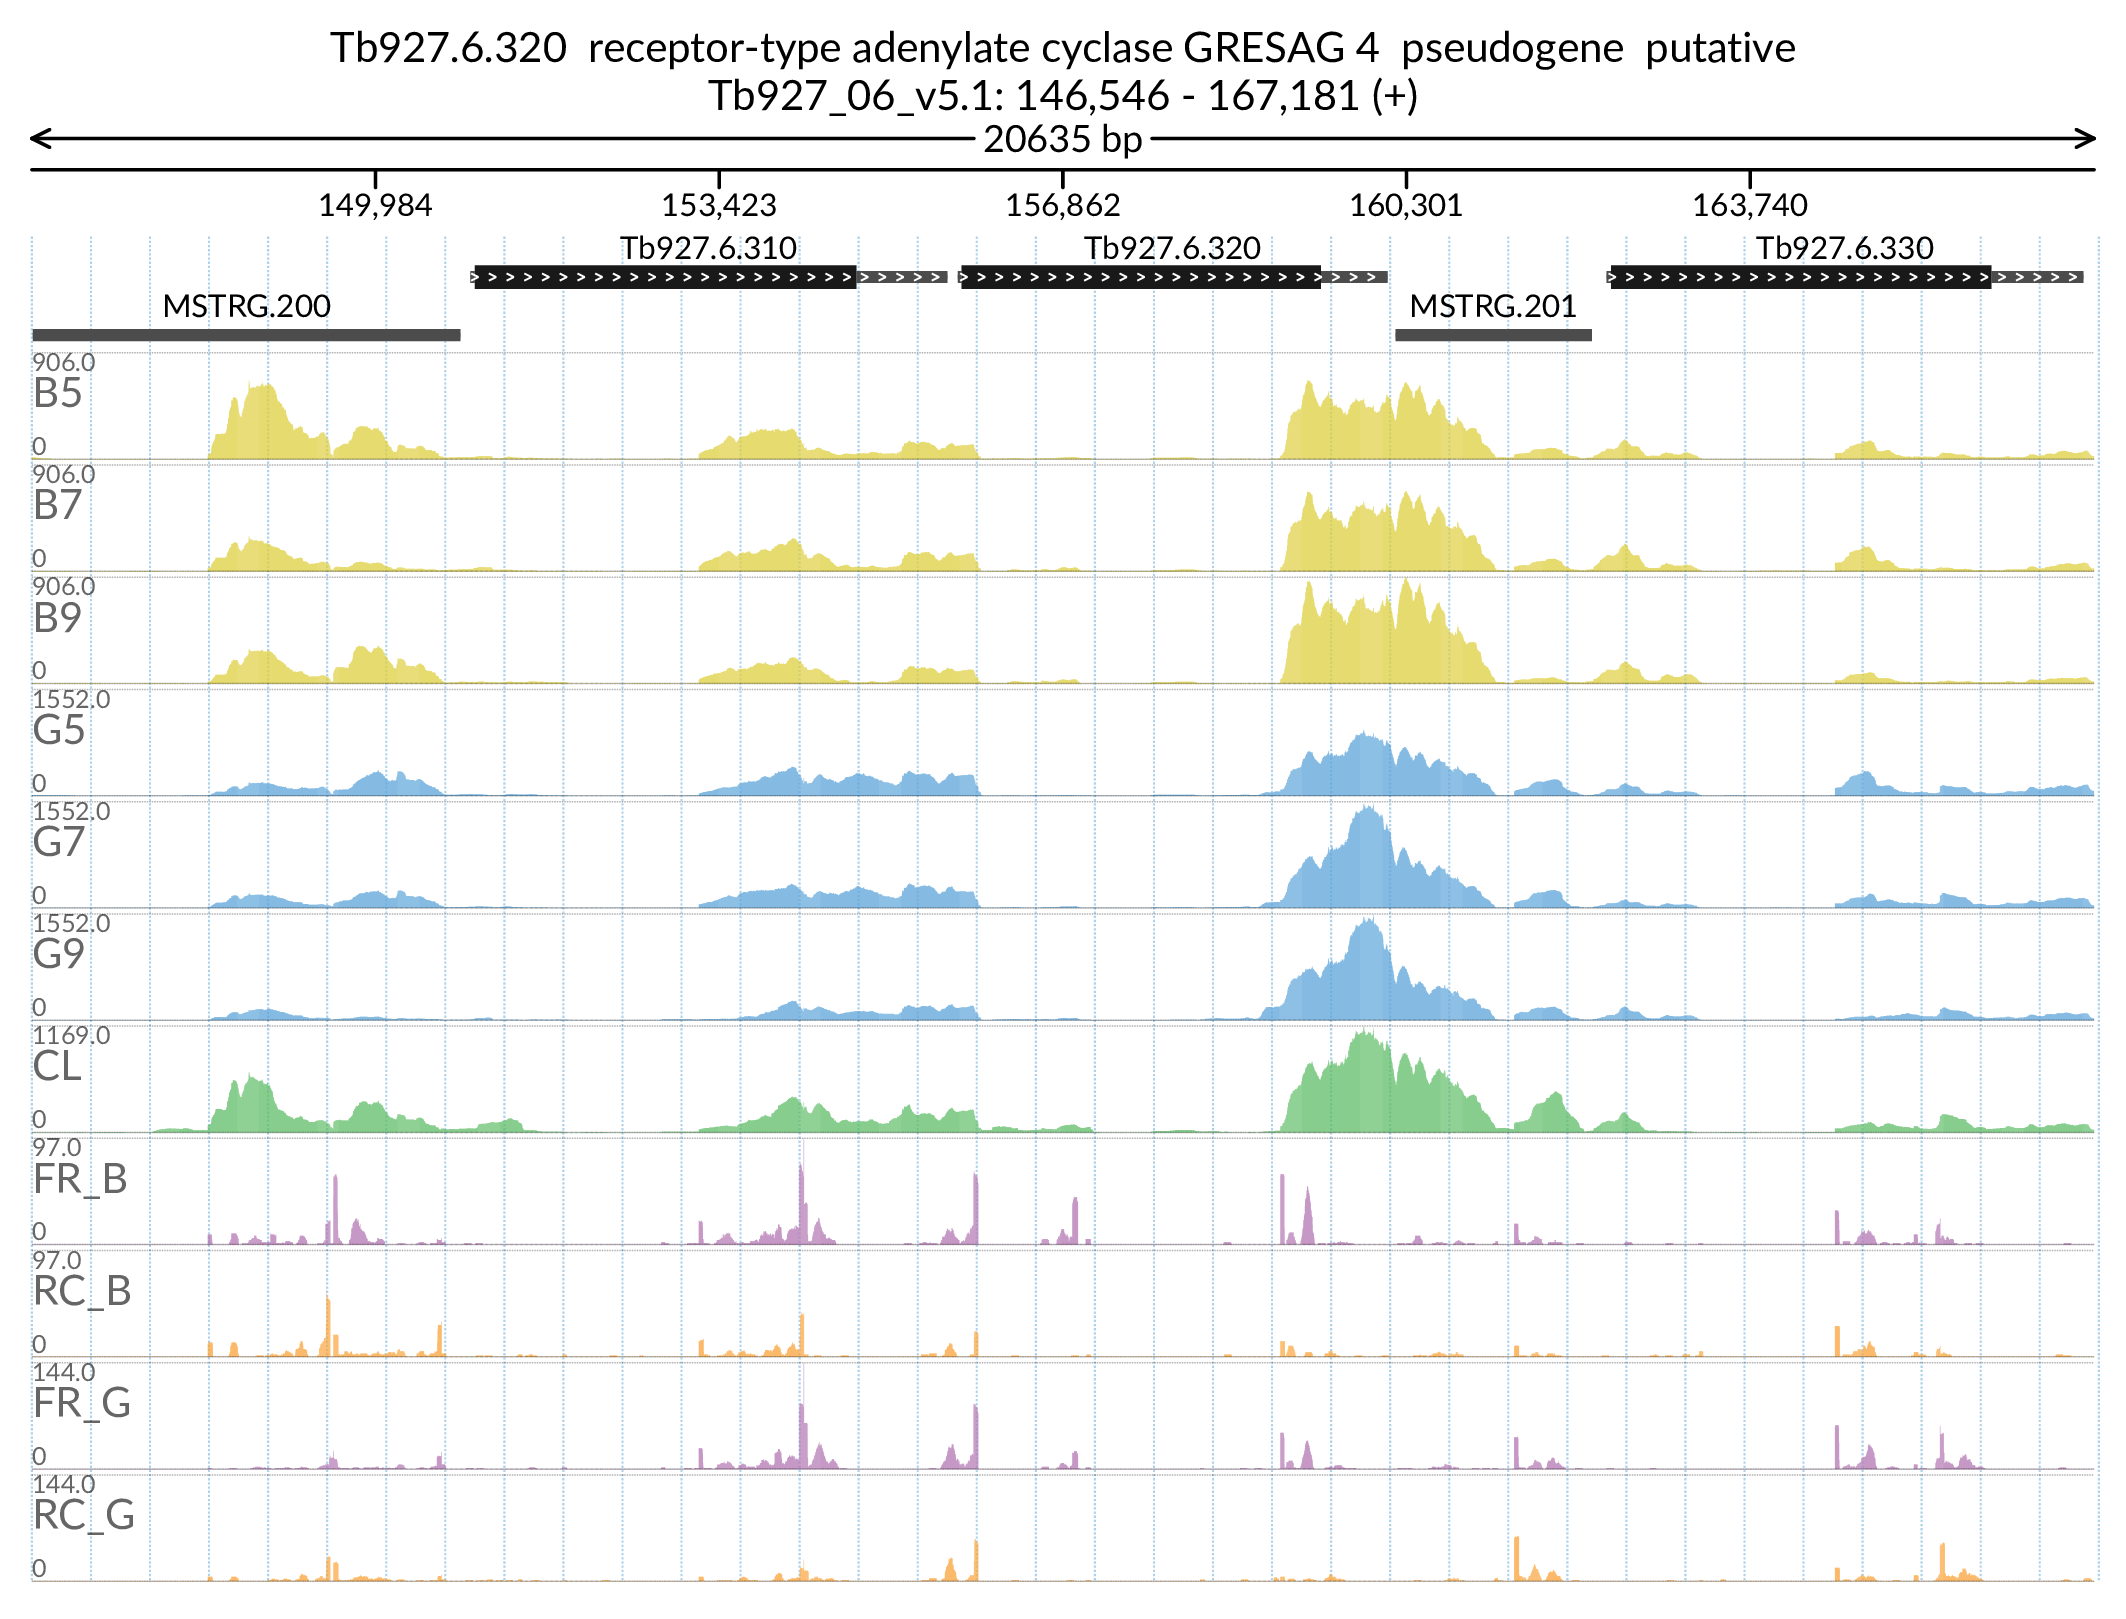 Tb927.6.320 receptor-type adenylate cyclase GRESAG 4 pseudogene putative
Tb927_06_v5.1: 146,546 - 167,181 (+)
20635 bp
149,984 153,423 156,862 160,301 163,740
Tb927.6.310 Tb927.6.320 Tb927.6.330
MSTRG.200 MSTRG.201
906.0
B5
0
906.0
B7
0
906.0
B9
0
1552.0
G5
0
1552.0
G7
0
1552.0
G9
0
1169.0
CL
0
97.0
FR_B
0
97.0
RC_B
0
144.0
FR_G
0
144.0
RC_G
0